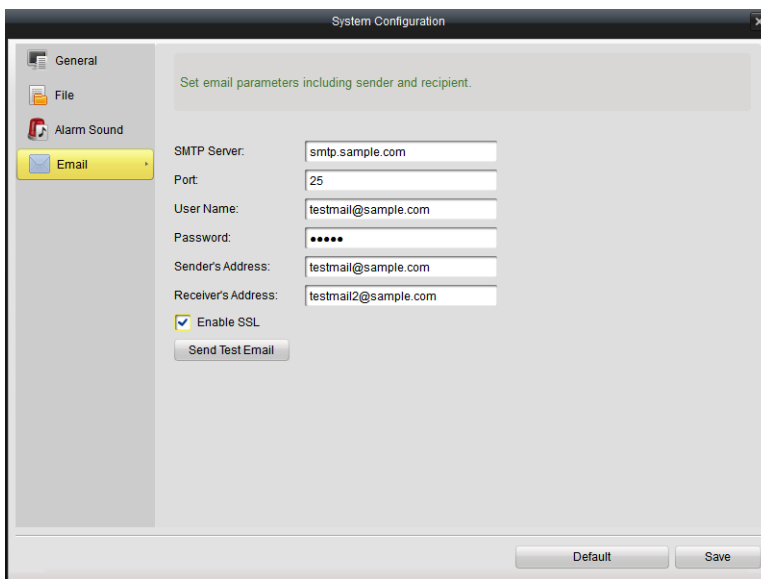 System Configuration
General
File
Alarm Sound
Email
Set email parameters including sender and recipient.
SMTP Server: smtp.sample.com
Port: 25
User Name: testmail@sample.com
Password: •••••
Sender's Address: testmail@sample.com
Receiver's Address: testmail2@sample.com
Enable SSL
Send Test Email
Default Save